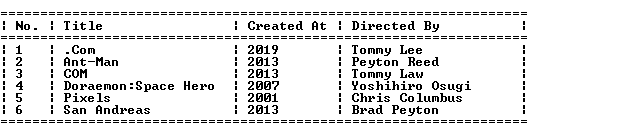 ==================================================================
¦ No. ¦ Title                ¦ Created At ¦ Directed By          ¦
==================================================================
¦ 1   ¦ .Com                 ¦ 2019       ¦ Tommy Lee            ¦
¦ 2   ¦ Ant-Man              ¦ 2013       ¦ Peyton Reed          ¦
¦ 3   ¦ COM                  ¦ 2013       ¦ Tommy Law            ¦
¦ 4   ¦ Doraemon:Space Hero  ¦ 2007       ¦ Yoshihiro Osugi      ¦
¦ 5   ¦ Pixels               ¦ 2001       ¦ Chris Columbus       ¦
¦ 6   ¦ San Andreas          ¦ 2013       ¦ Brad Peyton          ¦
==================================================================